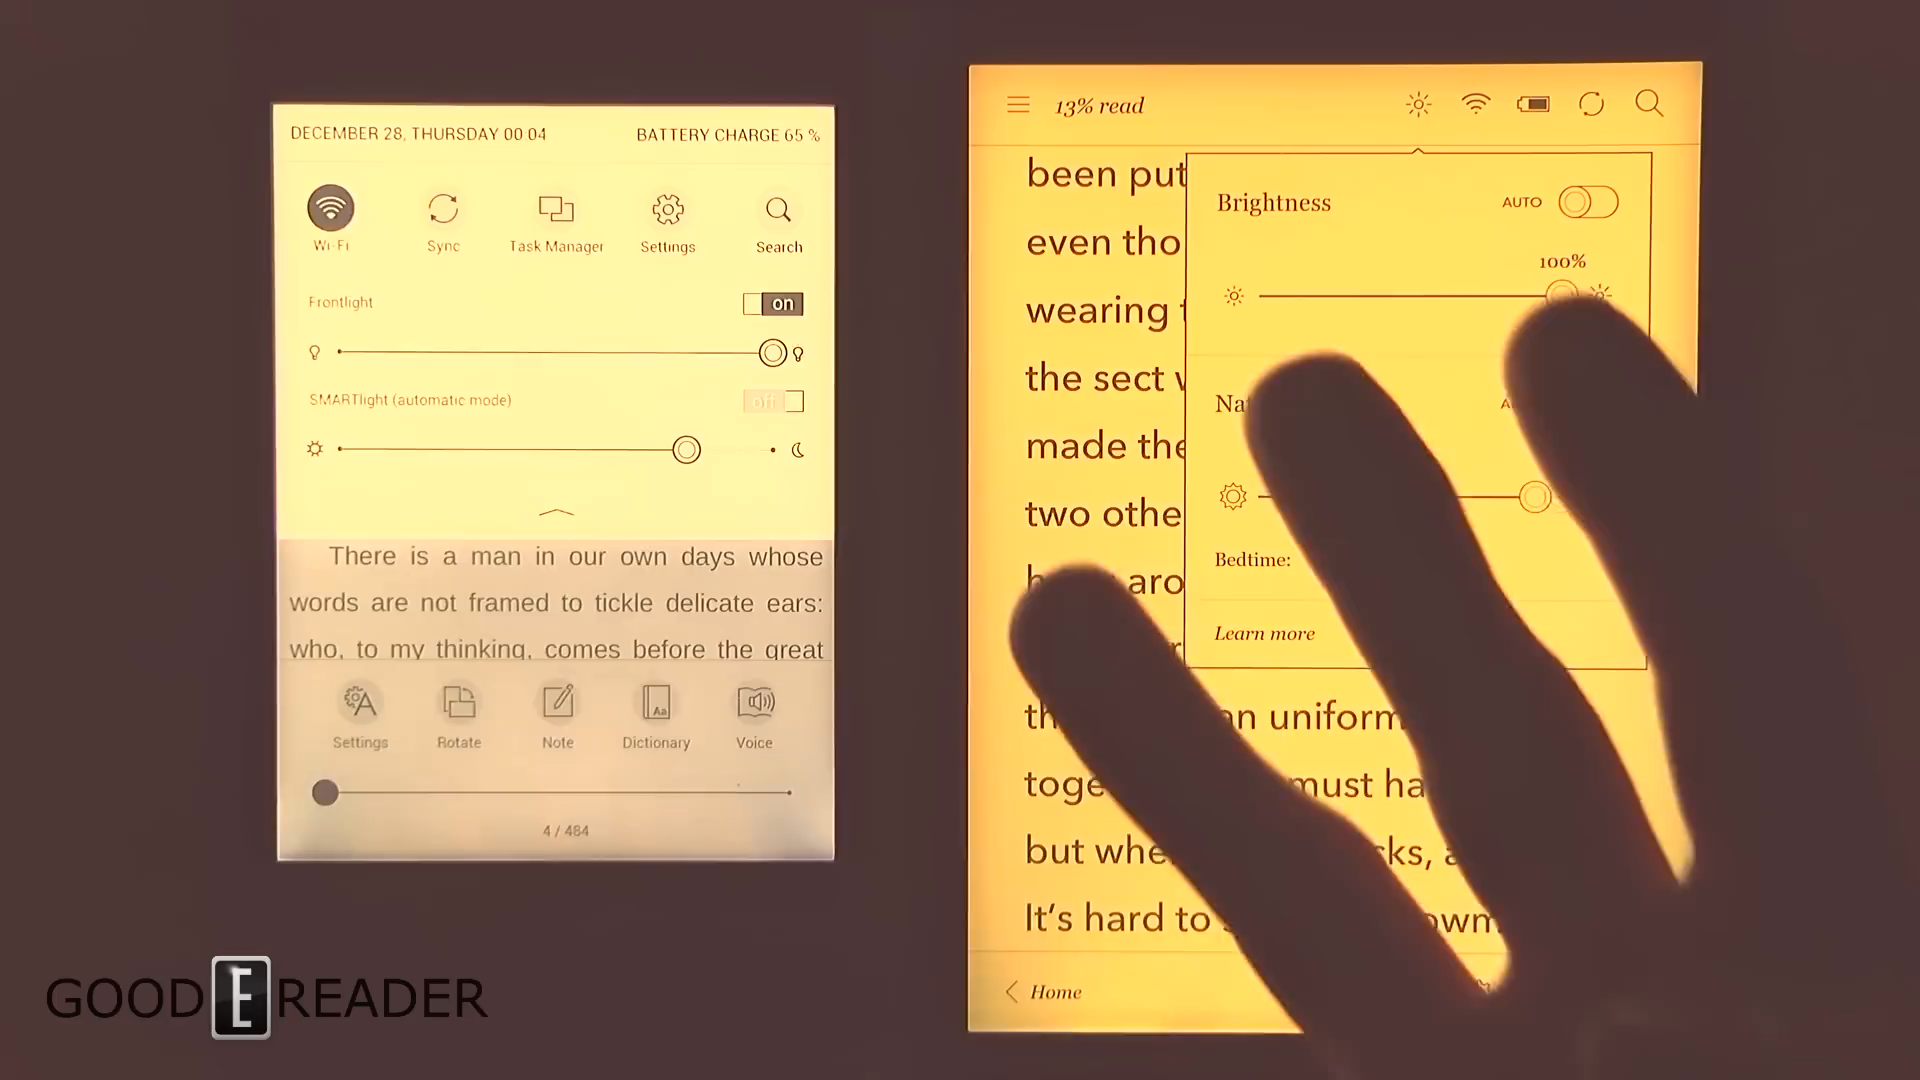 DECEMBER 28, THURSDAY 00 04
BATTERY CHARGE 65 %
Wi-Fi
Sync
Task Manager
Settings
Search
Frontlight
on
SMARTlight (automatic mode)
off
There is a man in our own days whose
words are not framed to tickle delicate ears:
who, to my thinking, comes before the great
Settings
Rotate
Note
Dictionary
Voice
4 / 484
13% read
been put
even tho
wearing
the sect
made the
two othe
aro
uniform
toge must ha
but whe cks,
It's hard to own
Brightness
AUTO
100%
Na
Bedtime:
Learn more
Home
GOOD E READER